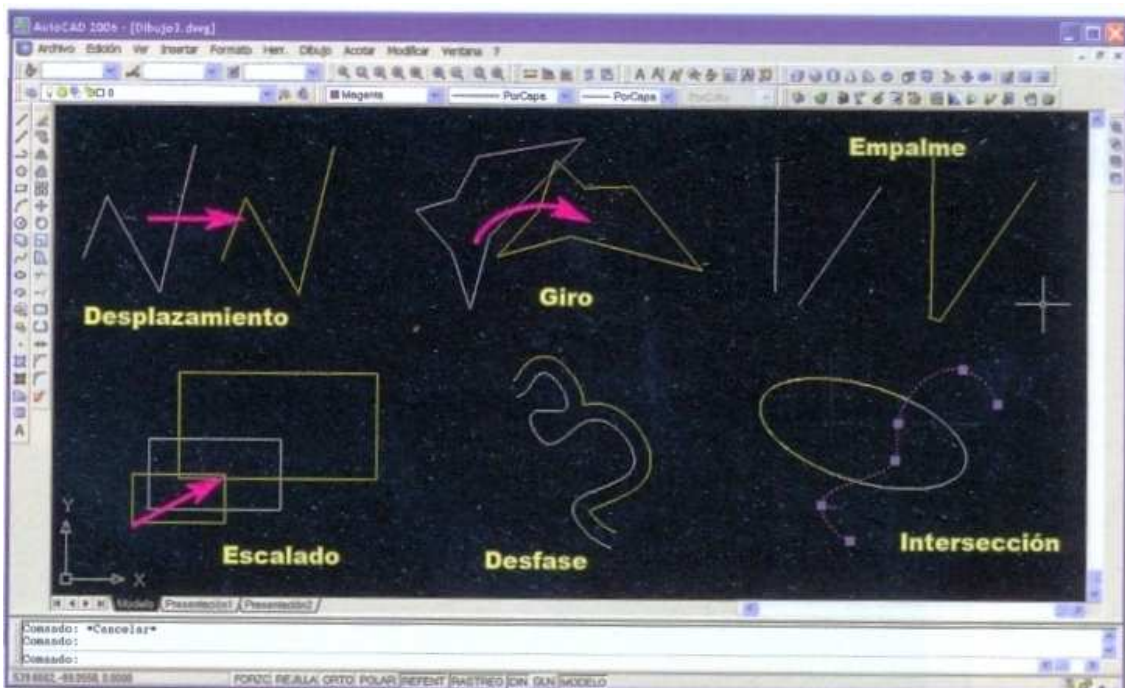 AutoCAD 2006 - [Dibujo3.dwg]
Archivo Edición Ver Insertar Formato Herr. Dibujo Acotar Modificar Ventana ?
0 Magenta PorCapa PorCapa
Empalme
Desplazamiento
Giro
Escalado
Desfase
Intersección
Y
X
Modelo Presentación1 Presentación2
Comando: *Cancelar*
Comando:
Comando:
FORZC REJILLA ORTO POLAR REFENT RASTREO DIN GLN MODELO